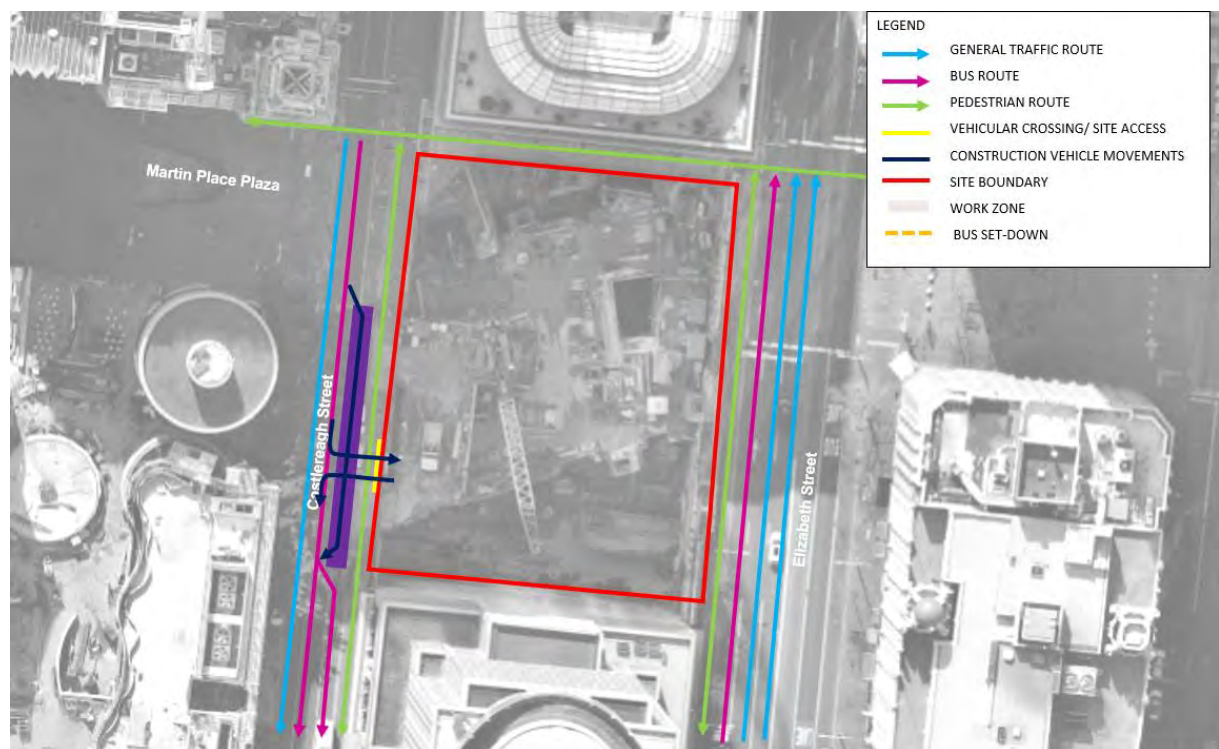 LEGEND
GENERAL TRAFFIC ROUTE
BUS ROUTE
PEDESTRIAN ROUTE
VEHICULAR CROSSING/ SITE ACCESS
CONSTRUCTION VEHICLE MOVEMENTS
SITE BOUNDARY
WORK ZONE
BUS SET-DOWN
Martin Place Plaza
Castlereagh Street
Elizabeth Street